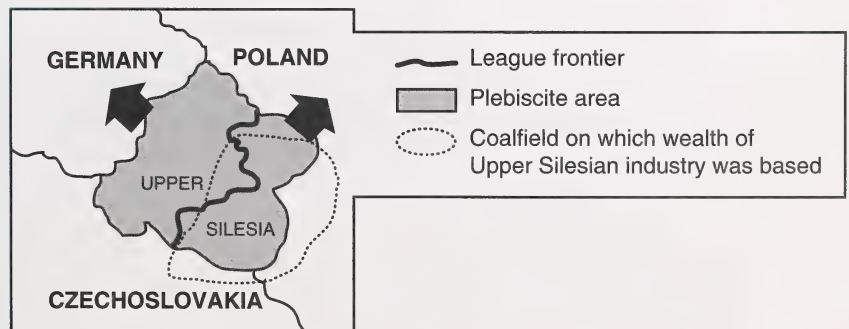 GERMANY
POLAND
UPPER
SILESIA
CZECHOSLOVAKIA
League frontier
Plebiscite area
Coalfield on which wealth of
Upper Silesian industry was based